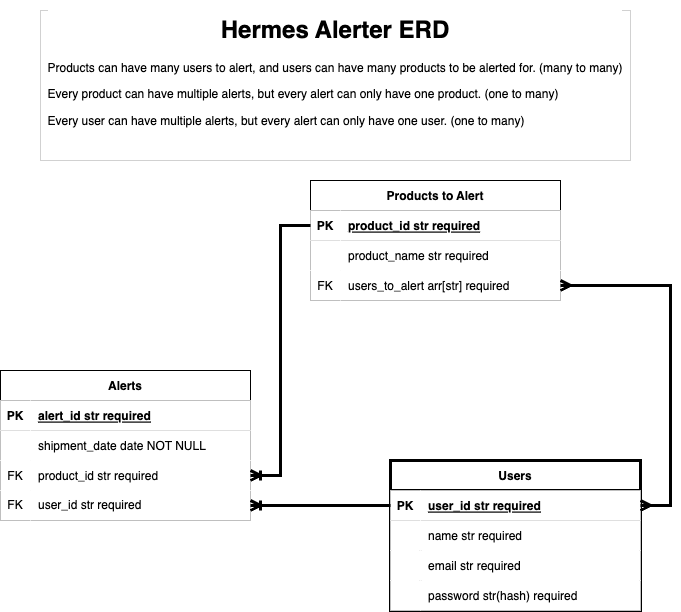 Hermes Alerter ERD
Products can have many users to alert, and users can have many products to be alerted for. (many to many)
Every product can have multiple alerts, but every alert can only have one product. (one to many)
Every user can have multiple alerts, but every alert can only have one user. (one to many)
Products to Alert
PK product_id str required
product_name str required
FK users_to_alert arr[str] required
Alerts
PK alert_id str required
shipment_date date NOT NULL
FK product_id str required
FK user_id str required
Users
PK user_id str required
name str required
email str required
password str(hash) required